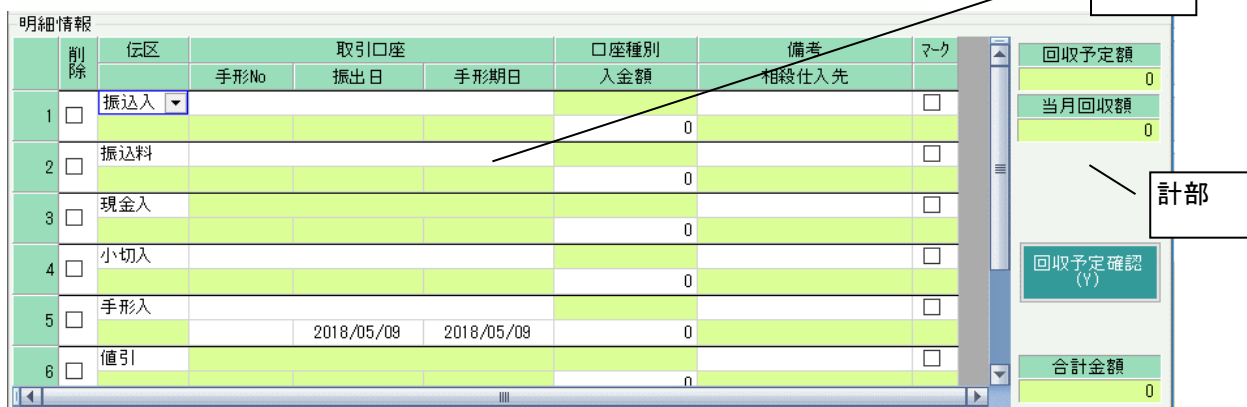 明細情報
削除 伝区 取引口座 口座種別 備考 マーク
手形No 振出日 手形期日 入金額 相殺仕入先
1 振込入
0
2 振込料
0
3 現金入
0
4 小切入
0
5 手形入
2018/05/09 2018/05/09 0
6 値引
0
回収予定額
0
当月回収額
0
計部
回収予定確認
(Y)
合計金額
0